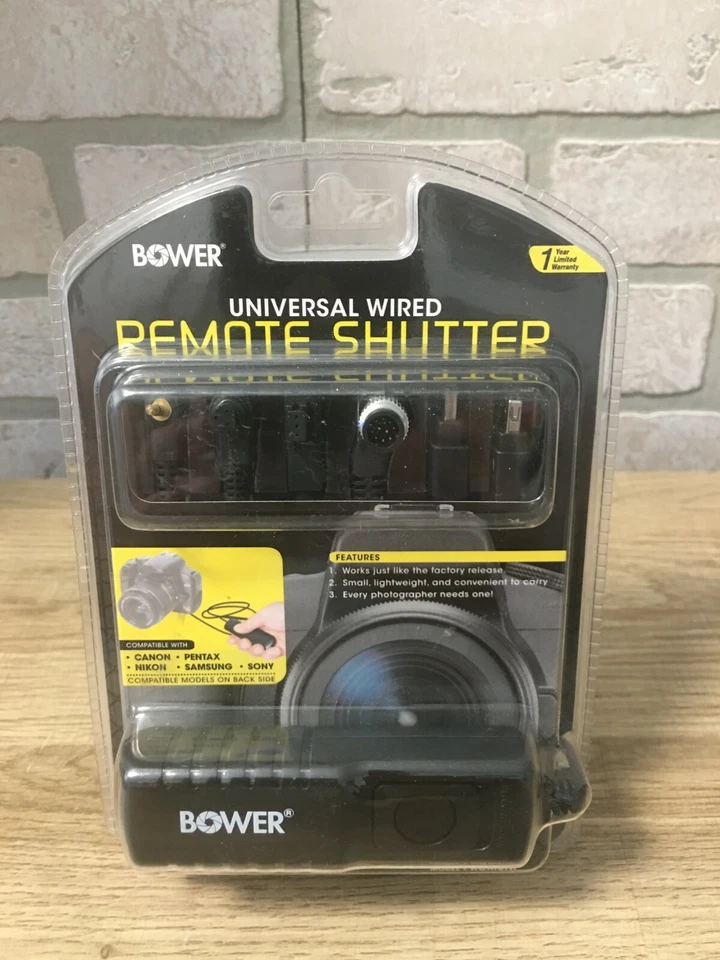 BOWER®
1 Year
Limited
Warranty
UNIVERSAL WIRED
REMOTE SHUTTER
FEATURES
1. Works just like the factory release
2. Small, lightweight, and convenient to carry
3. Every photographer needs one!
COMPATIBLE WITH
• CANON • PENTAX
• NIKON • SAMSUNG • SONY
COMPATIBLE MODELS ON BACK SIDE
BOWER®